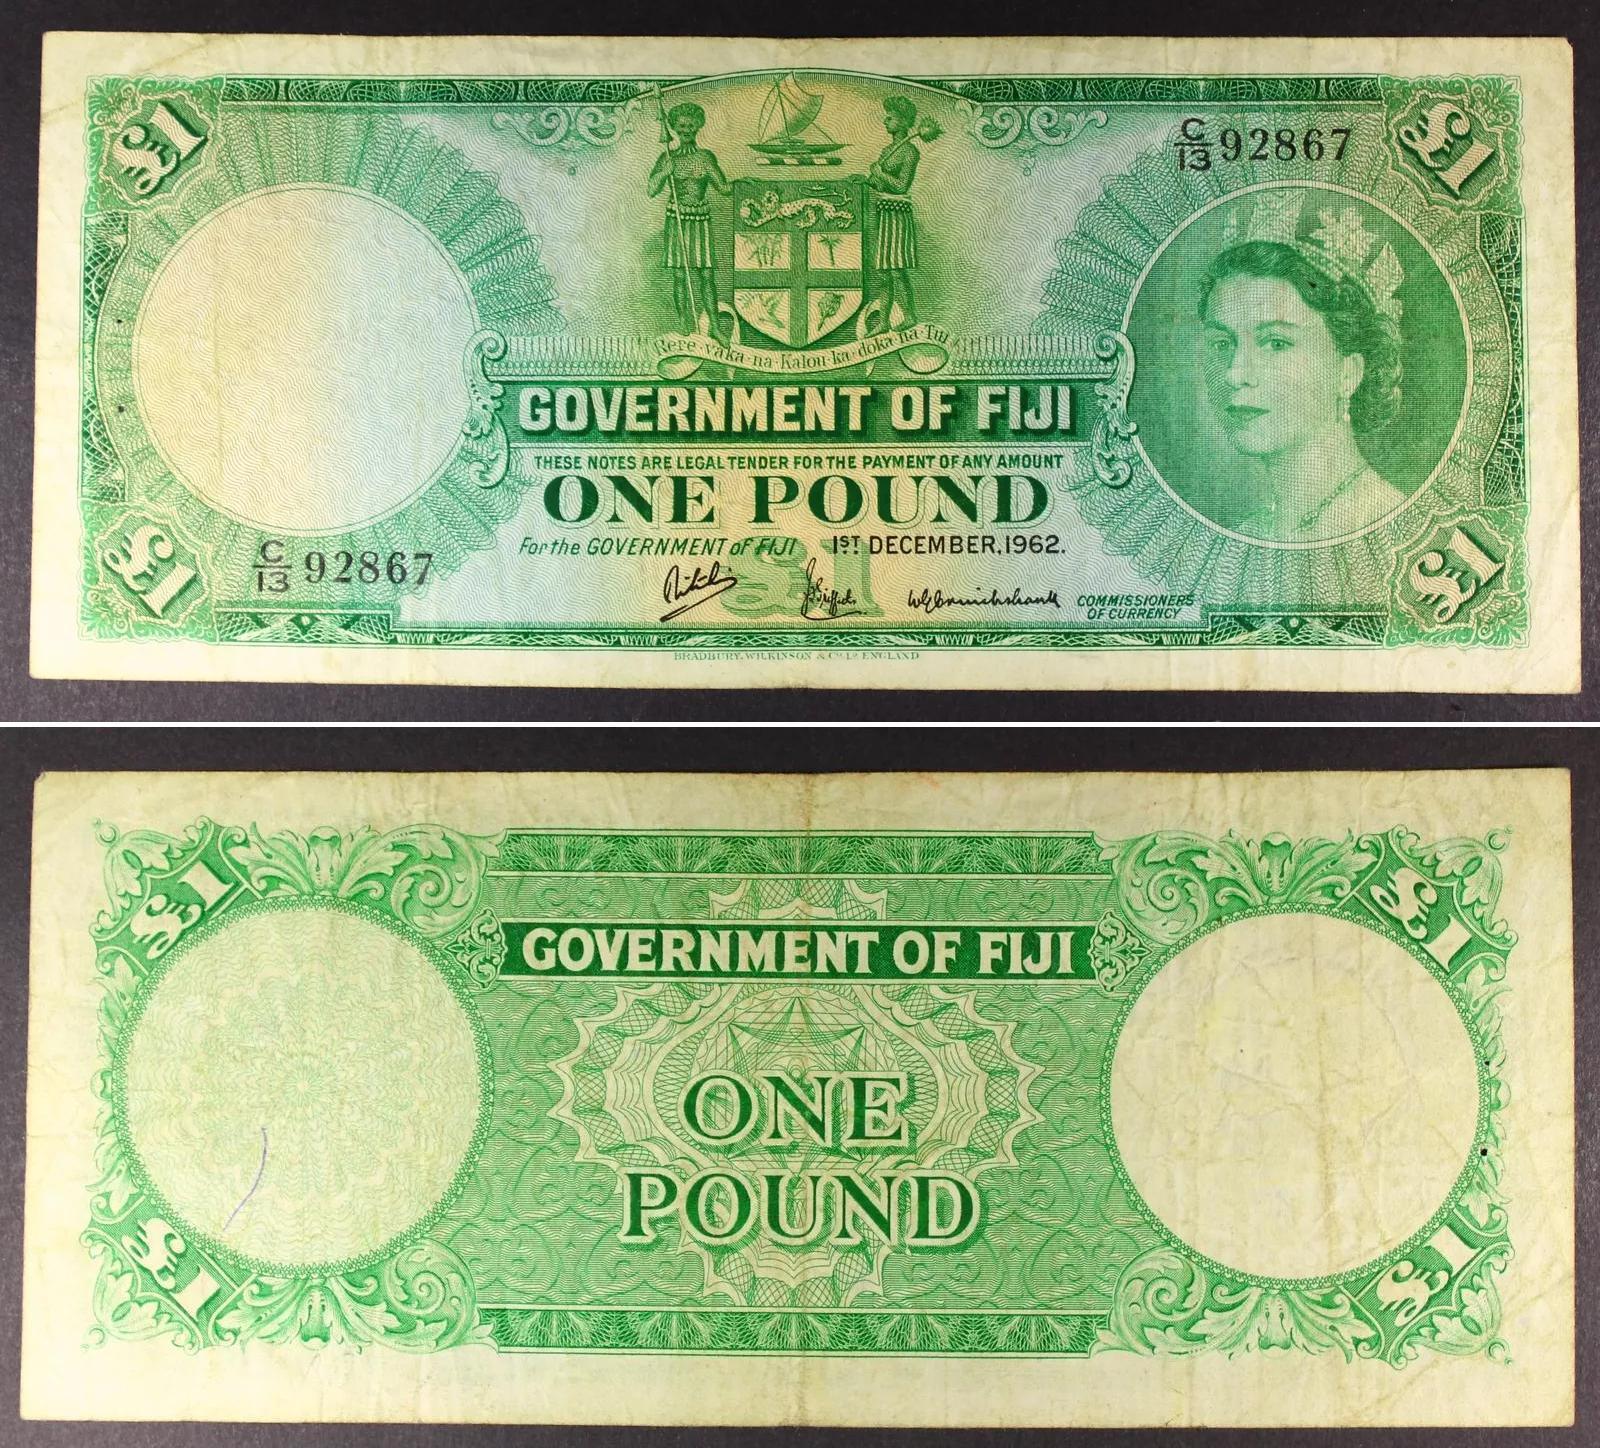 £1
£1
C/13 92867
Rere·vaka·na·Kalou·ka·doka·na·Tui
GOVERNMENT OF FIJI
THESE NOTES ARE LEGAL TENDER FOR THE PAYMENT OF ANY AMOUNT
ONE POUND
For the GOVERNMENT of FIJI 1ST DECEMBER, 1962.
£1
C/13 92867
COMMISSIONERS
OF CURRENCY
£1
£1
BRADBURY, WILKINSON & Co. Ld. ENGLAND
£1
£1
GOVERNMENT OF FIJI
ONE
POUND
£1
£1